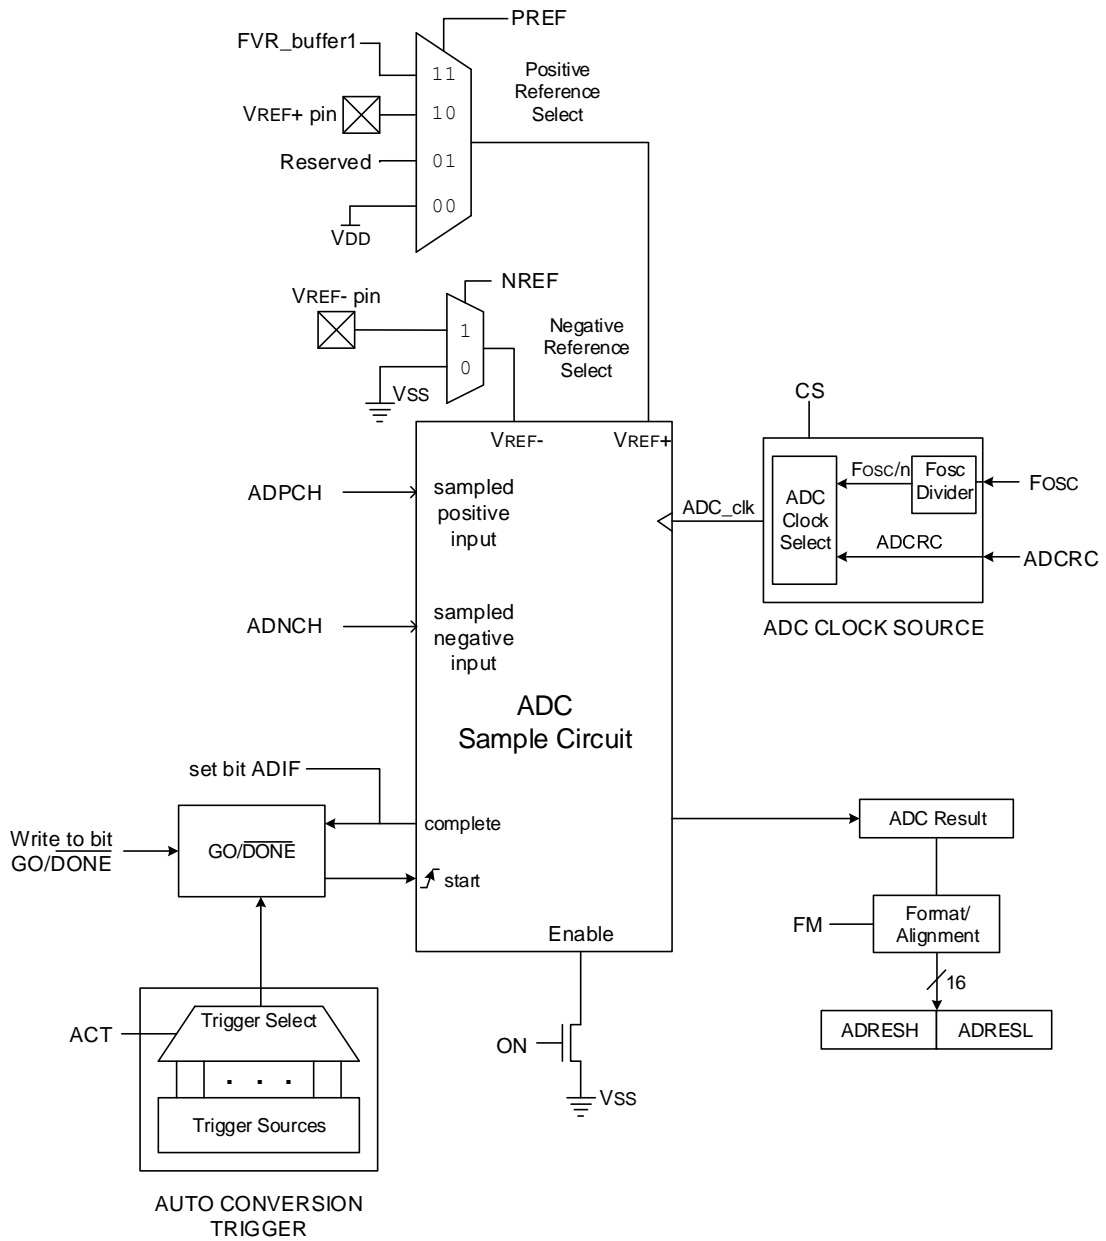 PREF
FVR_buffer1
11
Positive
Reference
Select
VREF+ pin
10
Reserved
01
00
VDD
NREF
VREF- pin
1
Negative
Reference
Select
0
VSS
VREF-
VREF+
CS
ADPCH
sampled
positive
input
ADC_clk
ADC
Clock
Select
FOSC/n
Fosc
Divider
FOSC
ADCRC
ADCRC
ADC CLOCK SOURCE
ADNCH
sampled
negative
input
ADC
Sample Circuit
set bit ADIF
complete
Write to bit
GO/DONE
GO/DONE
start
ADC Result
Enable
FM
Format/
Alignment
16
ADRESH
ADRESL
ACT
Trigger Select
. . .
Trigger Sources
ON
VSS
AUTO CONVERSION
TRIGGER